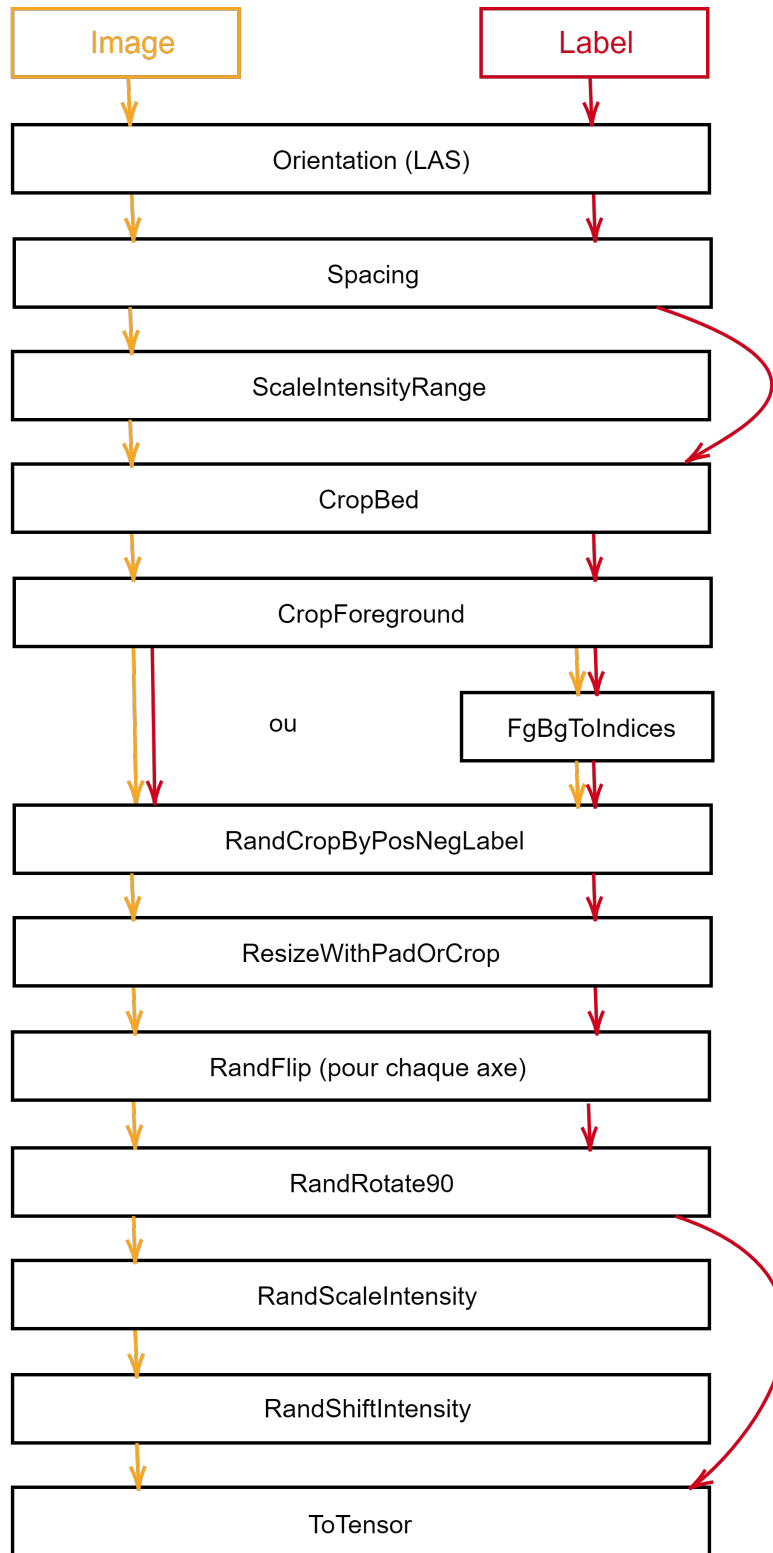 Image
Label
Orientation (LAS)
Spacing
ScaleIntensityRange
CropBed
CropForeground
ou
FgBgToIndices
RandCropByPosNegLabel
ResizeWithPadOrCrop
RandFlip (pour chaque axe)
RandRotate90
RandScaleIntensity
RandShiftIntensity
ToTensor